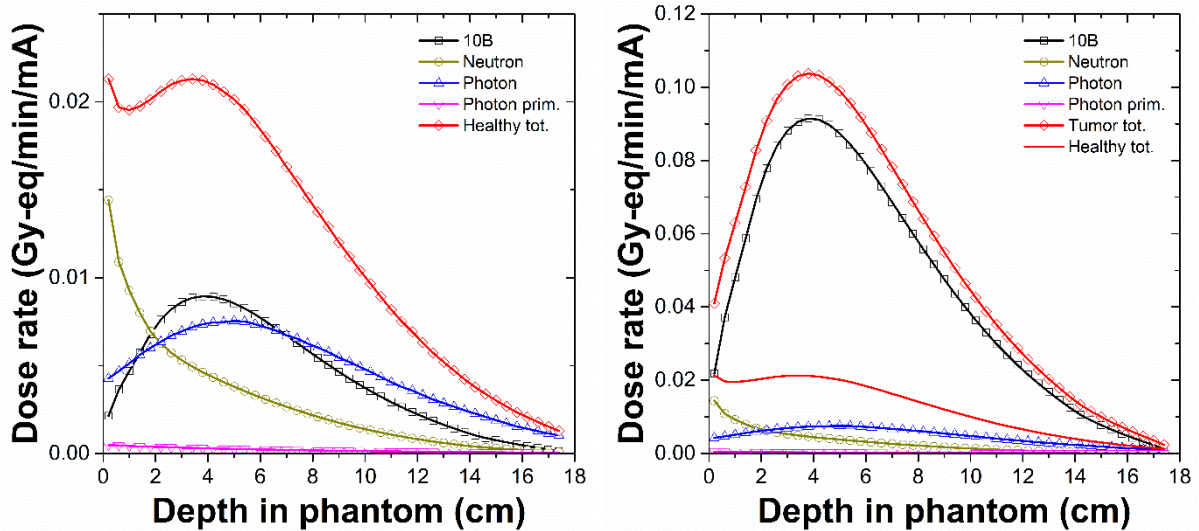 Dose rate (Gy-eq/min/mA)
0.02
0.01
0.00
10B
Neutron
Photon
Photon prim.
Healthy tot.
0 2 4 6 8 10 12 14 16 18
Depth in phantom (cm)
Dose rate (Gy-eq/min/mA)
0.12
0.10
0.08
0.06
0.04
0.02
0.00
10B
Neutron
Photon
Photon prim.
Tumor tot.
Healthy tot.
0 2 4 6 8 10 12 14 16 18
Depth in phantom (cm)